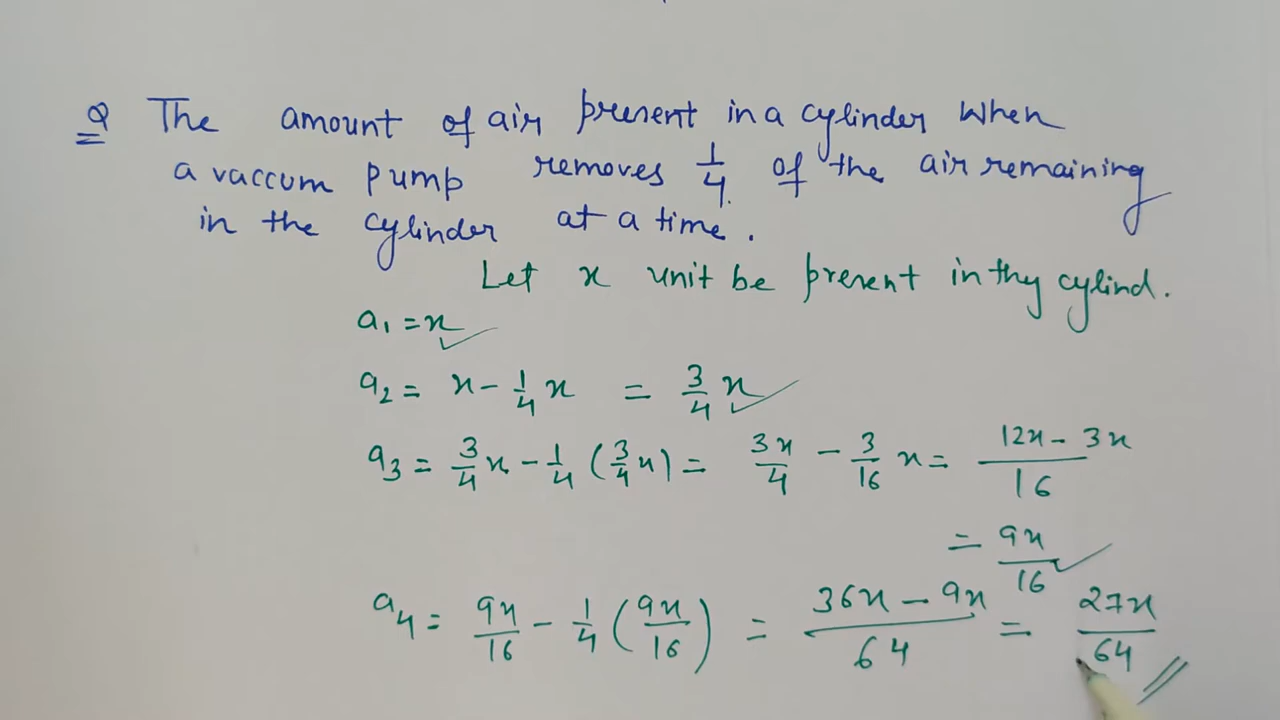 Q The amount of air present in a cylinder when
a vaccum pump removes 1/4 of the air remaining
in the cylinder at a time.
Let x unit be present in thy cylind.
a₁ = x
a₂ = x - 1/4 x = 3/4 x
a₃ = 3/4 x - 1/4 (3/4 x) = 3x/4 - 3/16 x = 12x - 3x / 16
= 9x/16
a₄ = 9x/16 - 1/4 (9x/16) = 36x - 9x / 64 = 27x/64